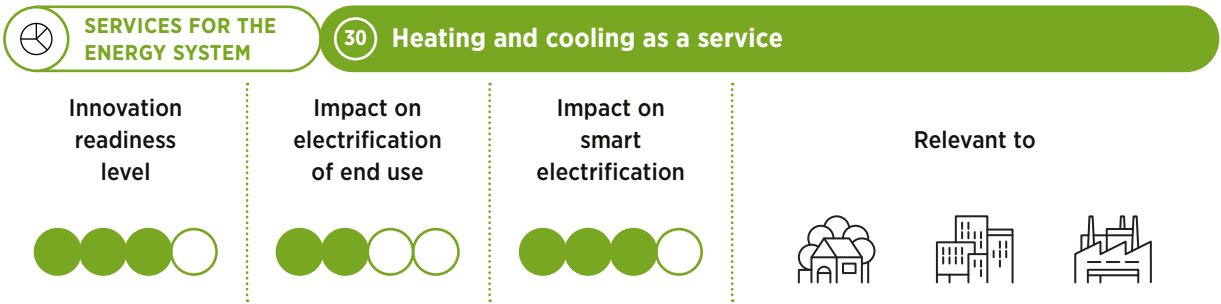 SERVICES FOR THE
ENERGY SYSTEM
30 Heating and cooling as a service
Innovation
readiness
level
Impact on
electrification
of end use
Impact on
smart
electrification
Relevant to